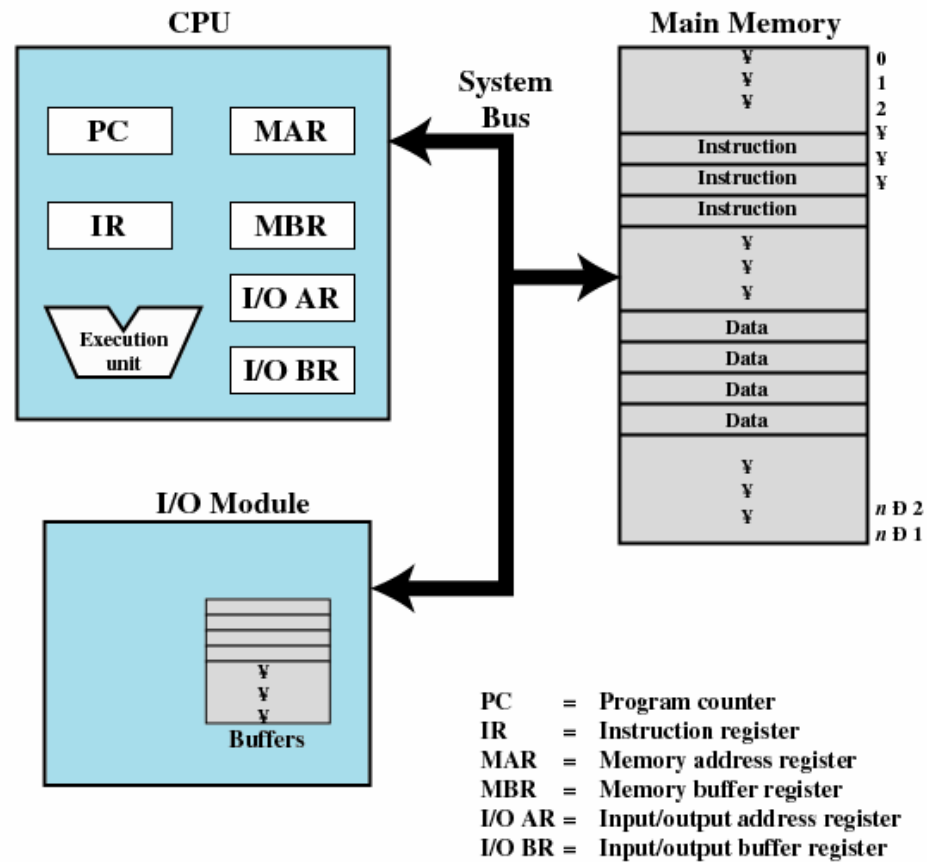 CPU
PC
MAR
IR
MBR
I/O AR
Execution
unit
I/O BR
System
Bus
Main Memory
¥
¥
¥
Instruction
Instruction
Instruction
¥
¥
¥
Data
Data
Data
Data
¥
¥
¥
0
1
2
¥
¥
¥
n Ð 2
n Ð 1
I/O Module
¥
¥
¥
Buffers
PC = Program counter
IR = Instruction register
MAR = Memory address register
MBR = Memory buffer register
I/O AR = Input/output address register
I/O BR = Input/output buffer register